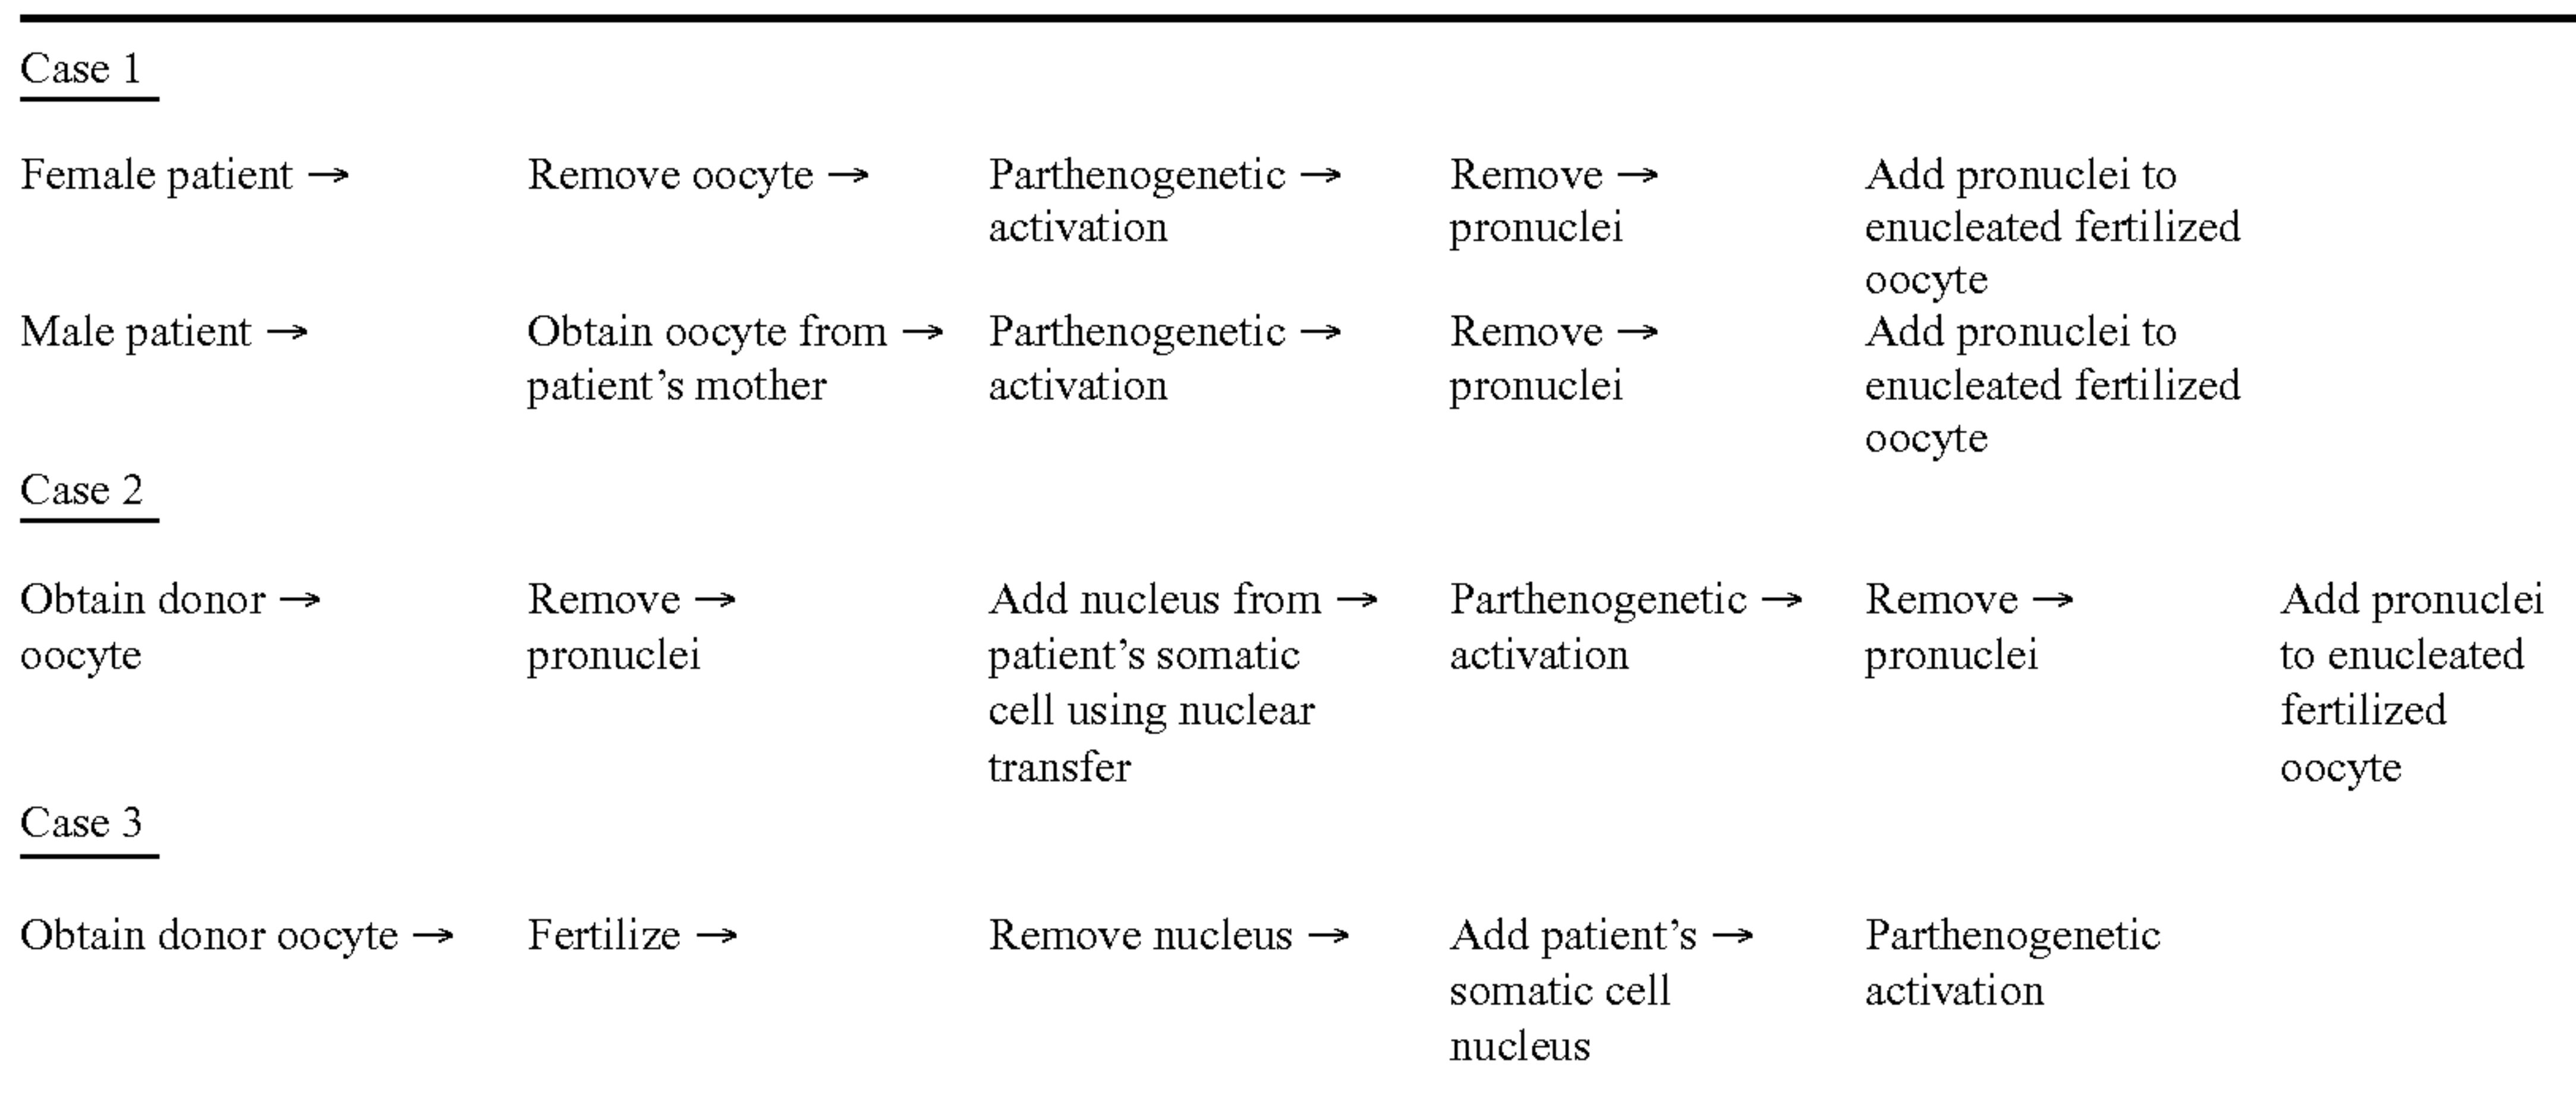 Case 1
Female patient → Remove oocyte → Parthenogenetic → Remove → Add pronuclei to
activation pronuclei enucleated fertilized
oocyte
Male patient → Obtain oocyte from → Parthenogenetic → Remove → Add pronuclei to
patient’s mother activation pronuclei enucleated fertilized
oocyte
Case 2
Obtain donor → Remove → Add nucleus from → Parthenogenetic → Remove → Add pronuclei
oocyte pronuclei patient’s somatic activation pronuclei to enucleated
cell using nuclear fertilized
transfer oocyte
Case 3
Obtain donor oocyte → Fertilize → Remove nucleus → Add patient’s → Parthenogenetic
somatic cell activation
nucleus